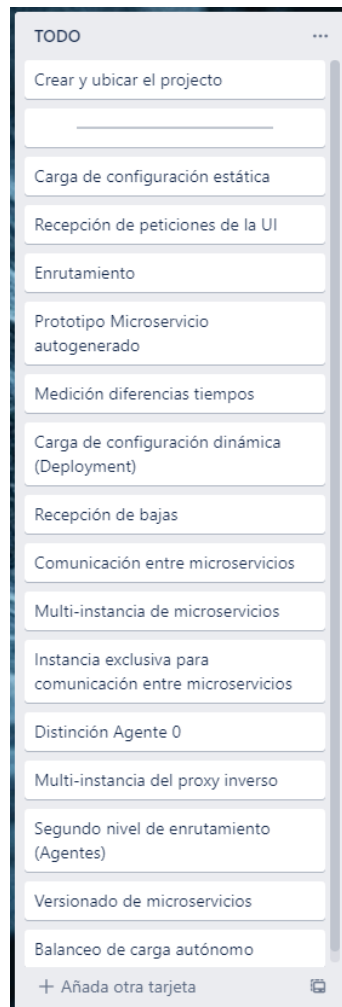 TODO
Crear y ubicar el projecto
Carga de configuración estática
Recepción de peticiones de la UI
Enrutamiento
Prototipo Microservicio
autogenerado
Medición diferencias tiempos
Carga de configuración dinámica
(Deployment)
Recepción de bajas
Comunicación entre microservicios
Multi-instancia de microservicios
Instancia exclusiva para
comunicación entre microservicios
Distinción Agente 0
Multi-instancia del proxy inverso
Segundo nivel de enrutamiento
(Agentes)
Versionado de microservicios
Balanceo de carga autónomo
+ Añada otra tarjeta